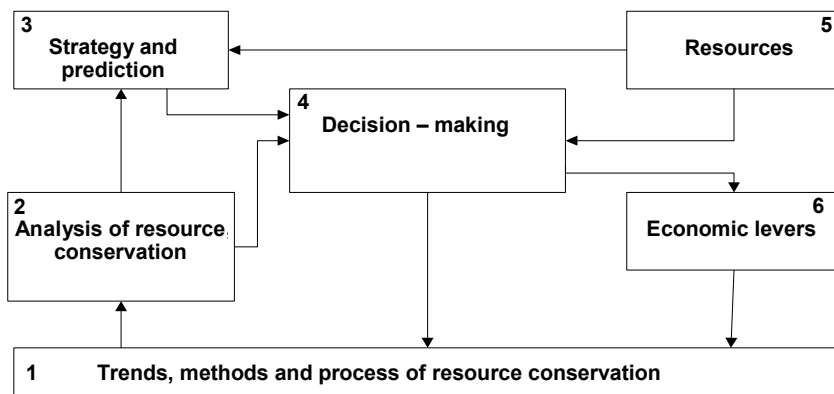 3
Strategy and
prediction
5
Resources
4
Decision – making
2
Analysis of resource
conservation
6
Economic levers
1 Trends, methods and process of resource conservation